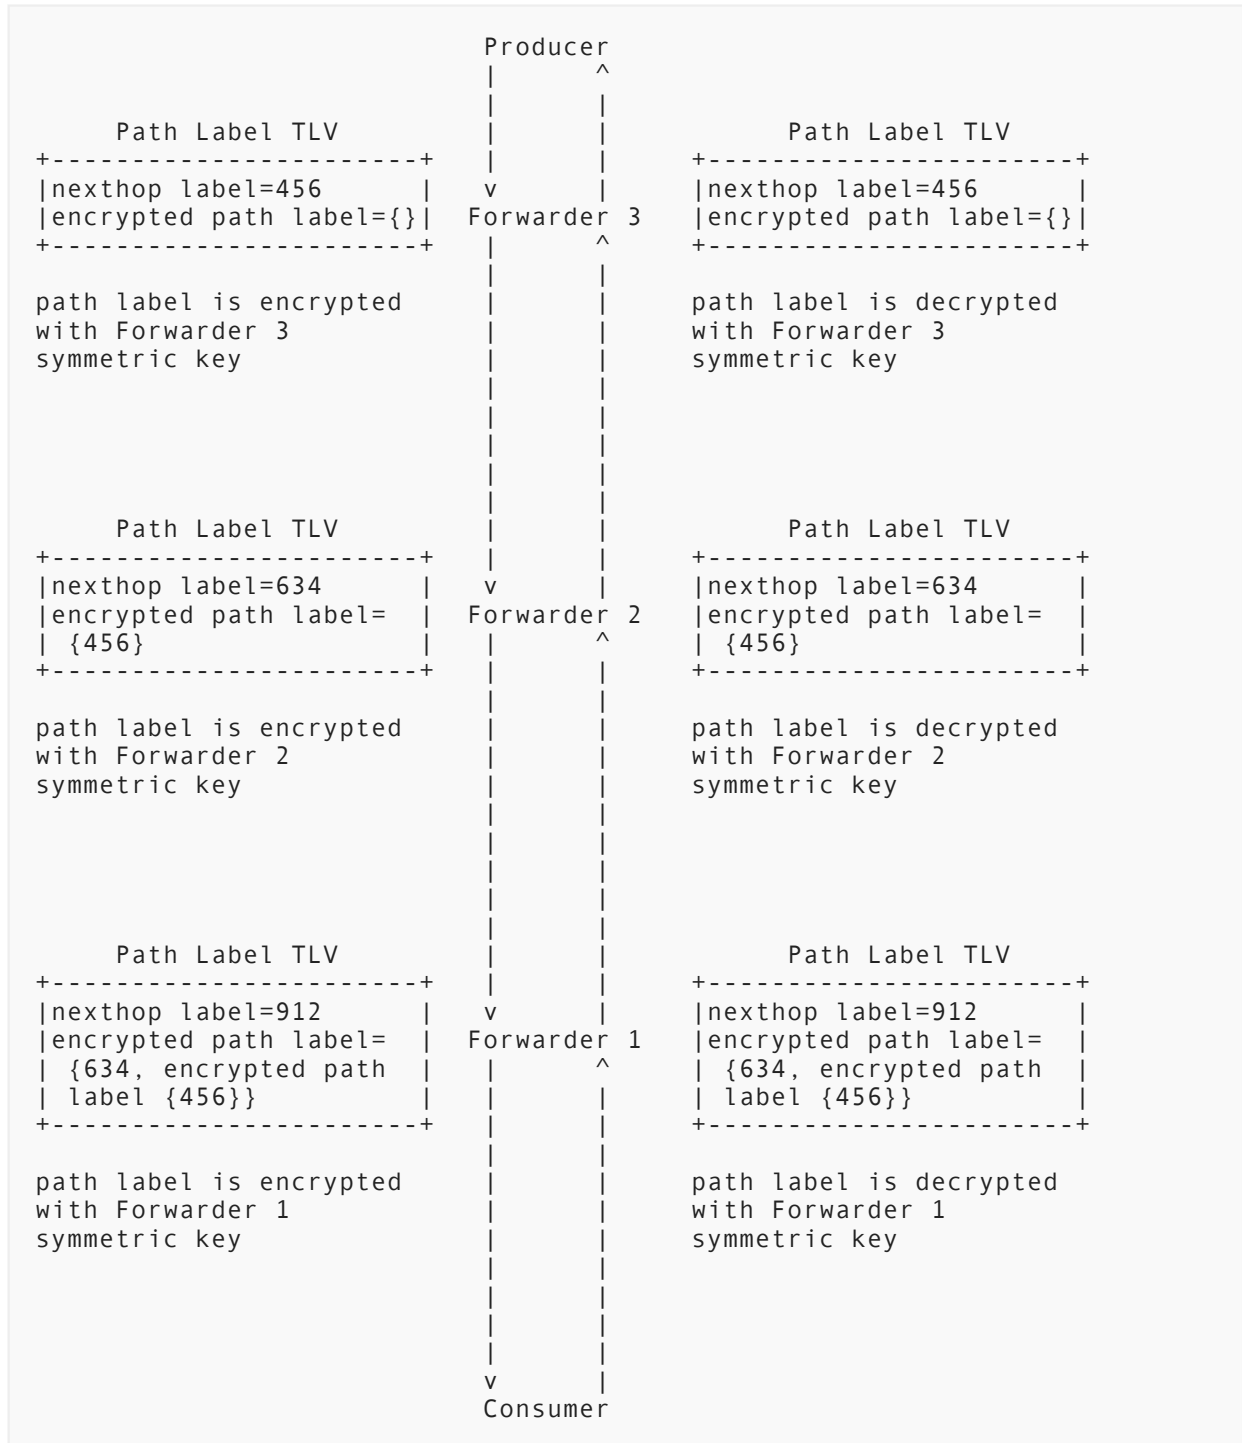 Producer
                            |      ^
                            |      |
     Path Label TLV         |      |           Path Label TLV
+-----------------------+   |      |     +-----------------------+
|nexthop label=456      |   v      |     |nexthop label=456      |
|encrypted path label={}|  Forwarder 3   |encrypted path label={}|
+-----------------------+   |      ^     +-----------------------+
                            |      |
path label is encrypted     |      |     path label is decrypted
with Forwarder 3            |      |     with Forwarder 3
symmetric key               |      |     symmetric key
                            |      |
                            |      |
                            |      |
                            |      |
                            |      |
     Path Label TLV         |      |           Path Label TLV
+-----------------------+   |      |     +-----------------------+
|nexthop label=634      |   v      |     |nexthop label=634      |
|encrypted path label=  |  Forwarder 2   |encrypted path label=  |
| {456}                 |   |      ^     | {456}                 |
+-----------------------+   |      |     +-----------------------+
                            |      |
path label is encrypted     |      |     path label is decrypted
with Forwarder 2            |      |     with Forwarder 2
symmetric key               |      |     symmetric key
                            |      |
                            |      |
                            |      |
                            |      |
                            |      |
     Path Label TLV         |      |           Path Label TLV
+-----------------------+   |      |     +-----------------------+
|nexthop label=912      |   v      |     |nexthop label=912      |
|encrypted path label=  |  Forwarder 1   |encrypted path label=  |
| {634, encrypted path  |   |      ^     | {634, encrypted path  |
| label {456}}          |   |      |     | label {456}}          |
+-----------------------+   |      |     +-----------------------+
                            |      |
path label is encrypted     |      |     path label is decrypted
with Forwarder 1            |      |     with Forwarder 1
symmetric key               |      |     symmetric key
                            |      |
                            |      |
                            |      |
                            |      |
                            v      |
                            Consumer